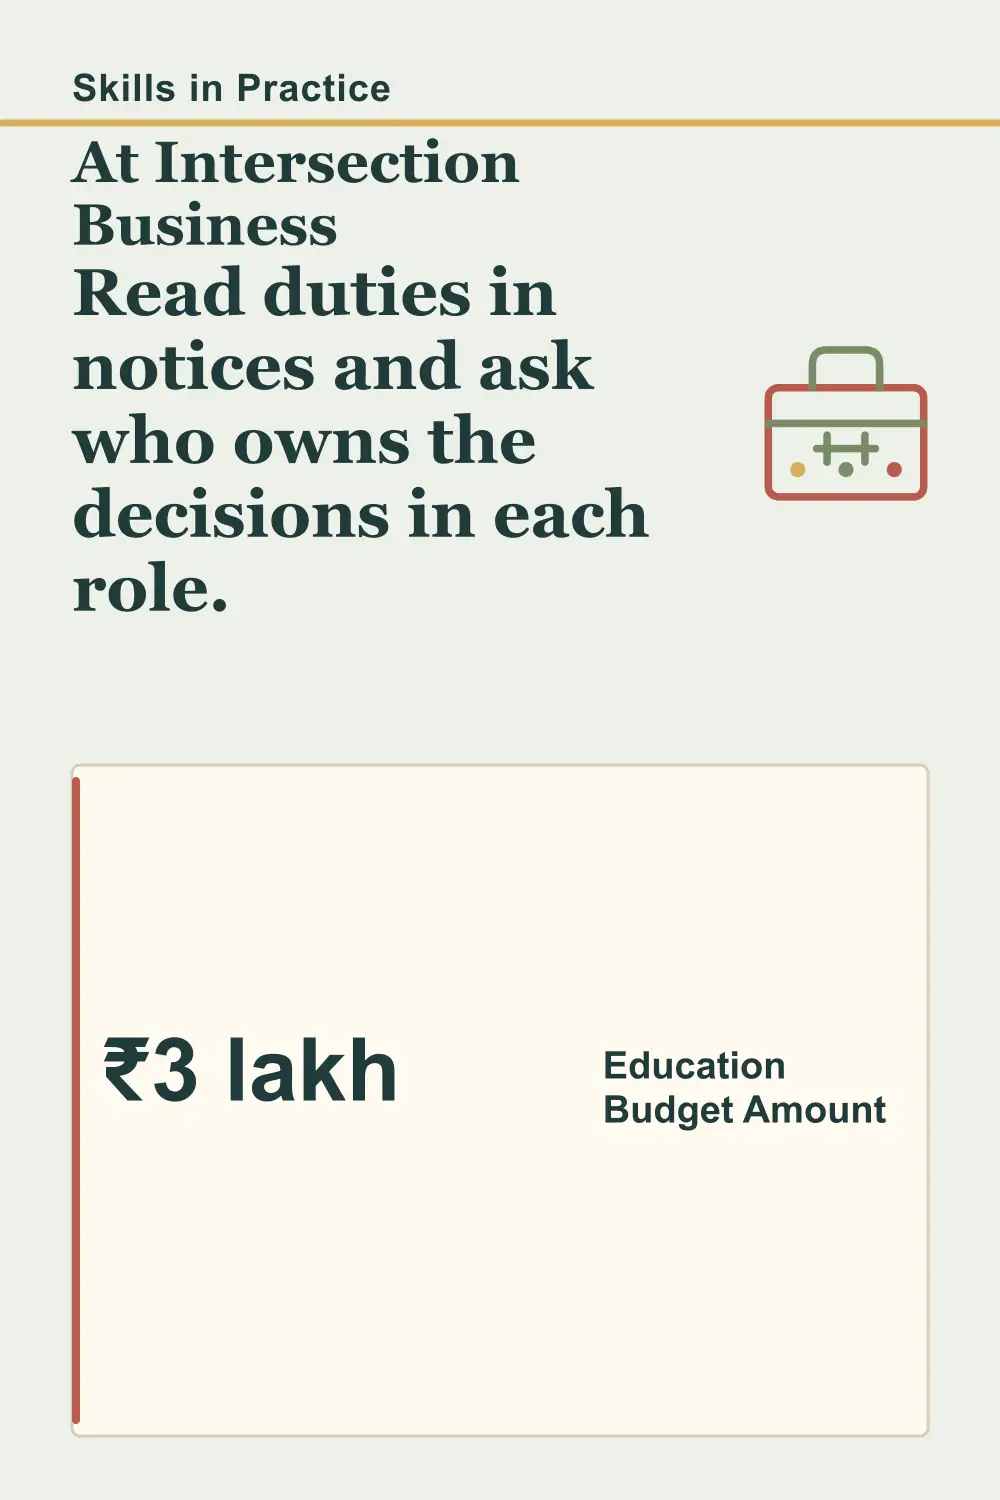 Skills in Practice
At Intersection
Business
Read duties in
notices and ask
who owns the
decisions in each
role.
₹3 lakh
Education
Budget Amount